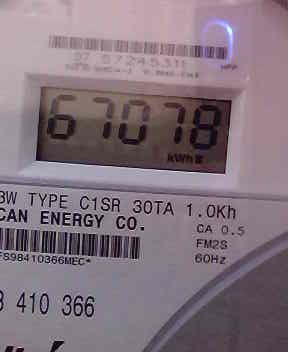 67078
kWh
3W TYPE C1SR 30TA 1.0Kh
CAN ENERGY CO.
CA 0.5
FM2S
60Hz
FS98410366MEC*
3 410 366